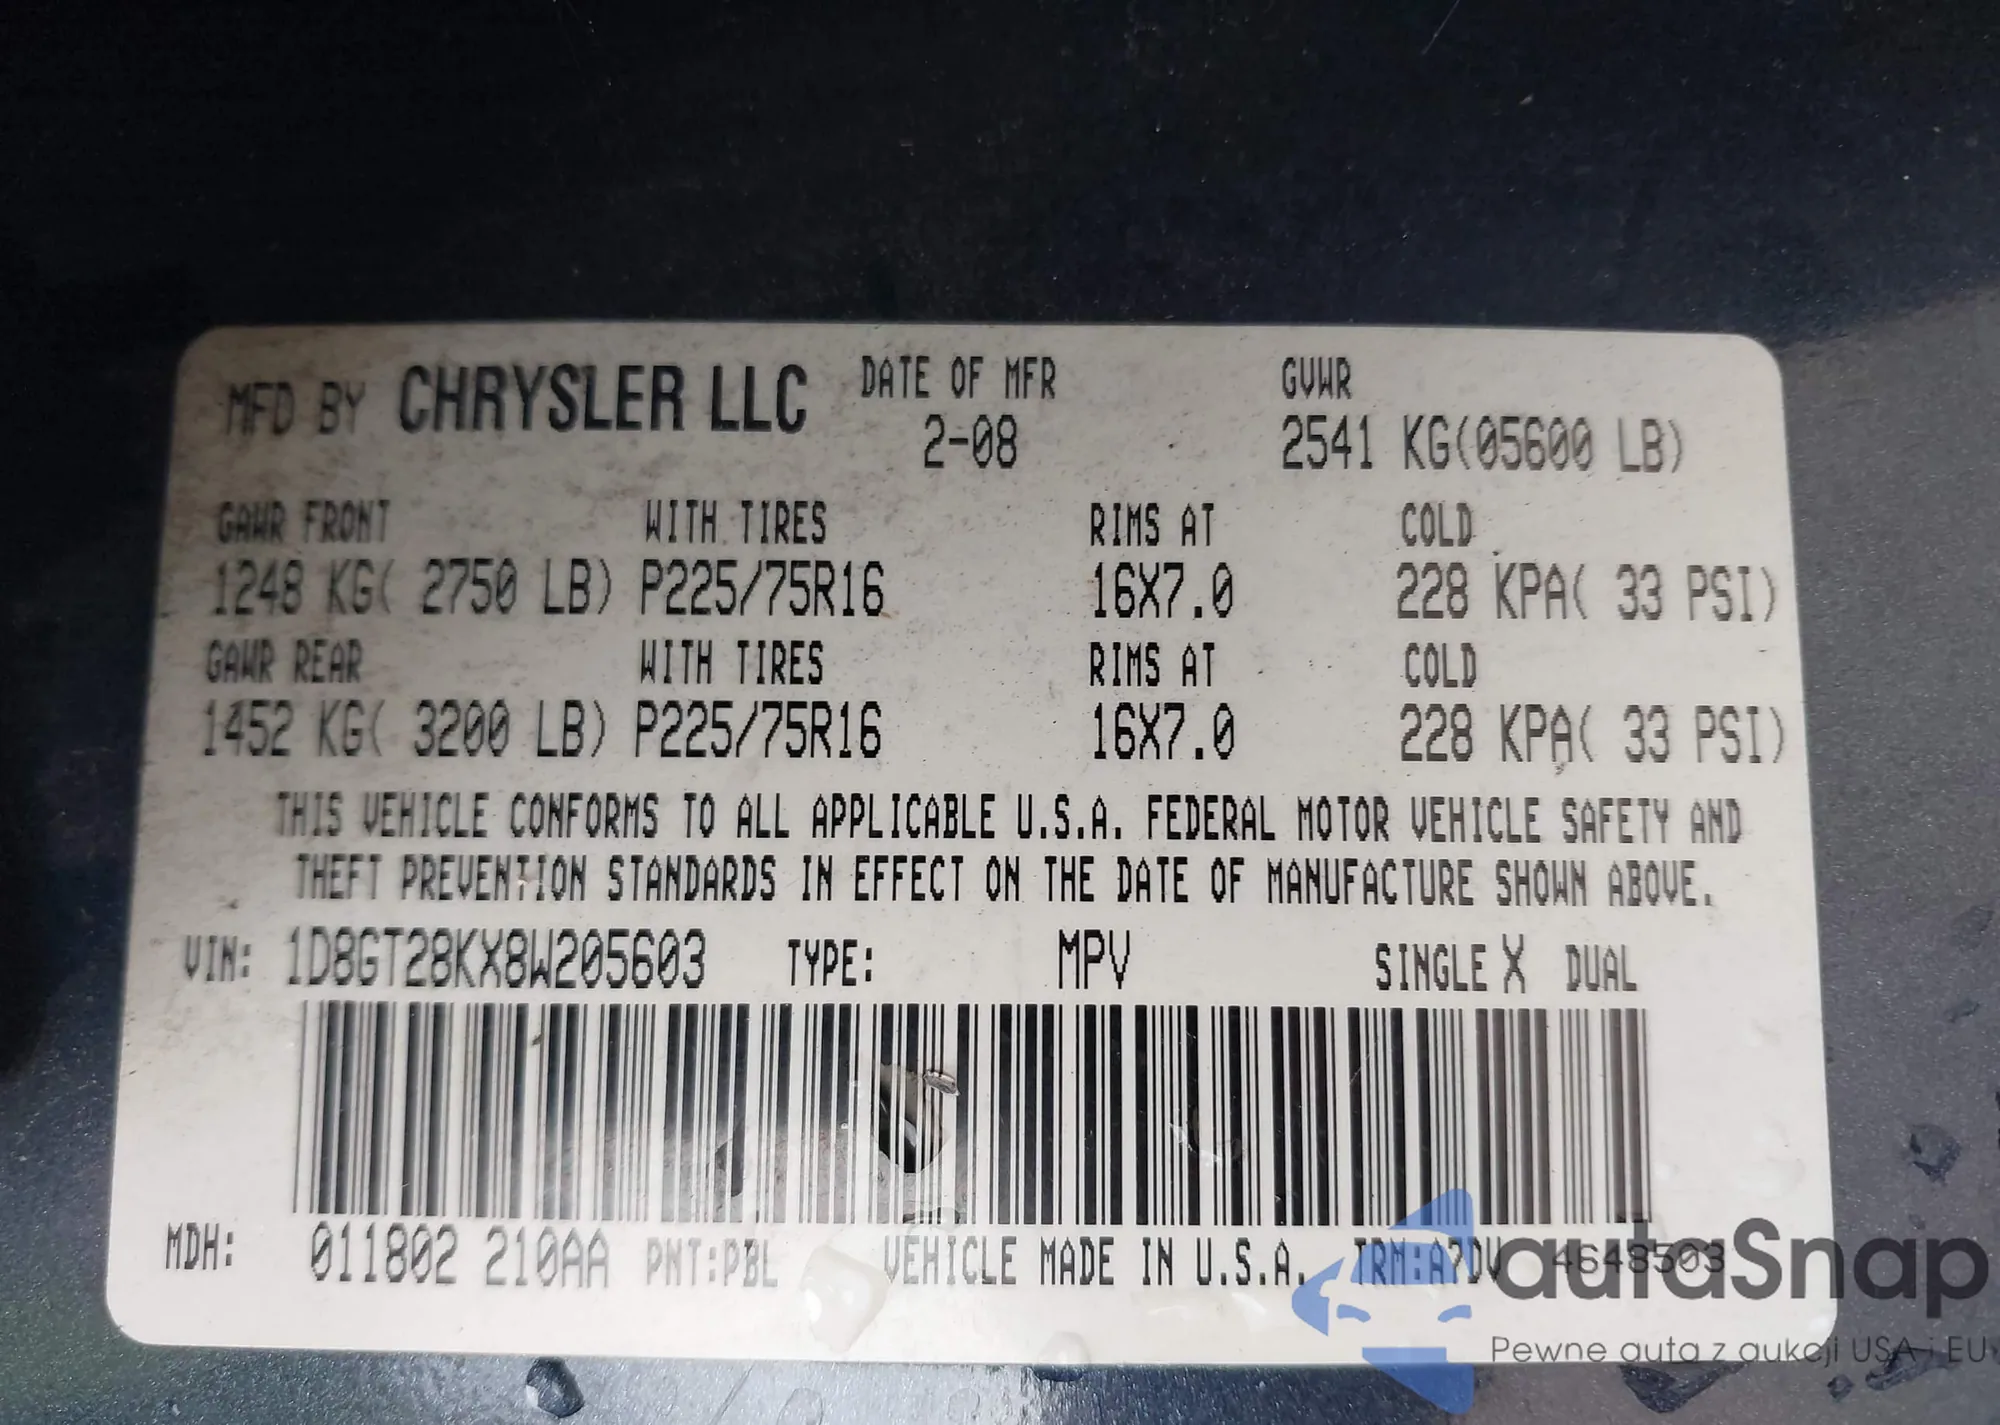 MFD BY CHRYSLER LLC DATE OF MFR GVWR
2-08 2541 KG(05600 LB)
GAWR FRONT WITH TIRES RIMS AT COLD
1248 KG( 2750 LB) P225/75R16 16X7.0 228 KPA( 33 PSI)
GAWR REAR WITH TIRES RIMS AT COLD
1452 KG( 3200 LB) P225/75R16 16X7.0 228 KPA( 33 PSI)
THIS VEHICLE CONFORMS TO ALL APPLICABLE U.S.A. FEDERAL MOTOR VEHICLE SAFETY AND
THEFT PREVENTION STANDARDS IN EFFECT ON THE DATE OF MANUFACTURE SHOWN ABOVE.
VIN: 1D8GT28KX8W205603 TYPE: MPV SINGLE X DUAL
MDH: 011802 210AA PNT:PBL VEHICLE MADE IN U.S.A. TRM:A7DV 4648503
autaSnap
Pewne auta z aukcji USA i EU